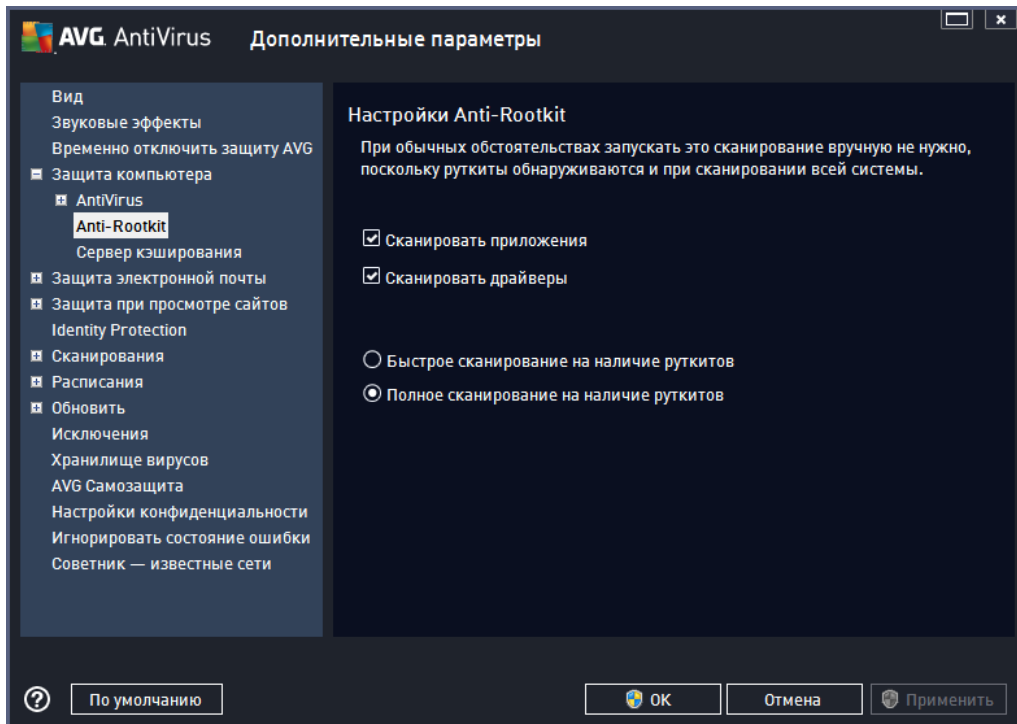 AVG. AntiVirus
Дополнительные параметры
Вид
Звуковые эффекты
Временно отключить защиту AVG
Защита компьютера
AntiVirus
Anti-Rootkit
Сервер кэширования
Защита электронной почты
Защита при просмотре сайтов
Identity Protection
Сканирования
Расписания
Обновить
Исключения
Хранилище вирусов
AVG Самозащита
Настройки конфиденциальности
Игнорировать состояние ошибки
Советник — известные сети
Настройки Anti-Rootkit
При обычных обстоятельствах запускать это сканирование вручную не нужно,
поскольку руткиты обнаруживаются и при сканировании всей системы.
Сканировать приложения
Сканировать драйверы
Быстрое сканирование на наличие руткитов
Полное сканирование на наличие руткитов
?
По умолчанию
OK
Отмена
Применить